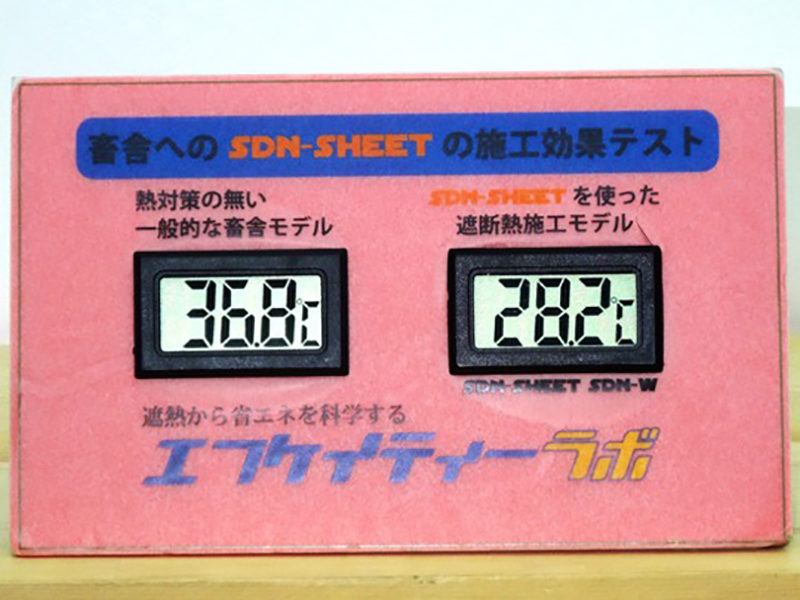 畜舎への SDN-SHEET の施工効果テスト
熱対策の無い
一般的な畜舎モデル
SDN-SHEET を使った
遮断熱施工モデル
36.8℃
28.2℃
SDN-SHEET SDN-W
遮熱から省エネを科学する
エフケイティーラボ